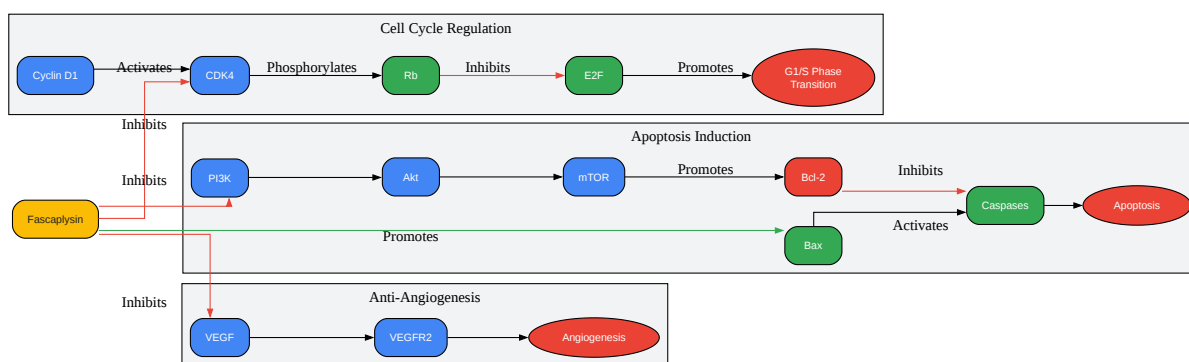 Cell Cycle Regulation
Cyclin D1
Activates
CDK4
Phosphorylates
Rb
Inhibits
E2F
Promotes
G1/S Phase
Transition
Inhibits
Apoptosis Induction
Inhibits
PI3K
Akt
mTOR
Promotes
Bcl-2
Inhibits
Caspases
Apoptosis
Fascaplysin
Promotes
Bax
Activates
Inhibits
Anti-Angiogenesis
VEGF
VEGFR2
Angiogenesis